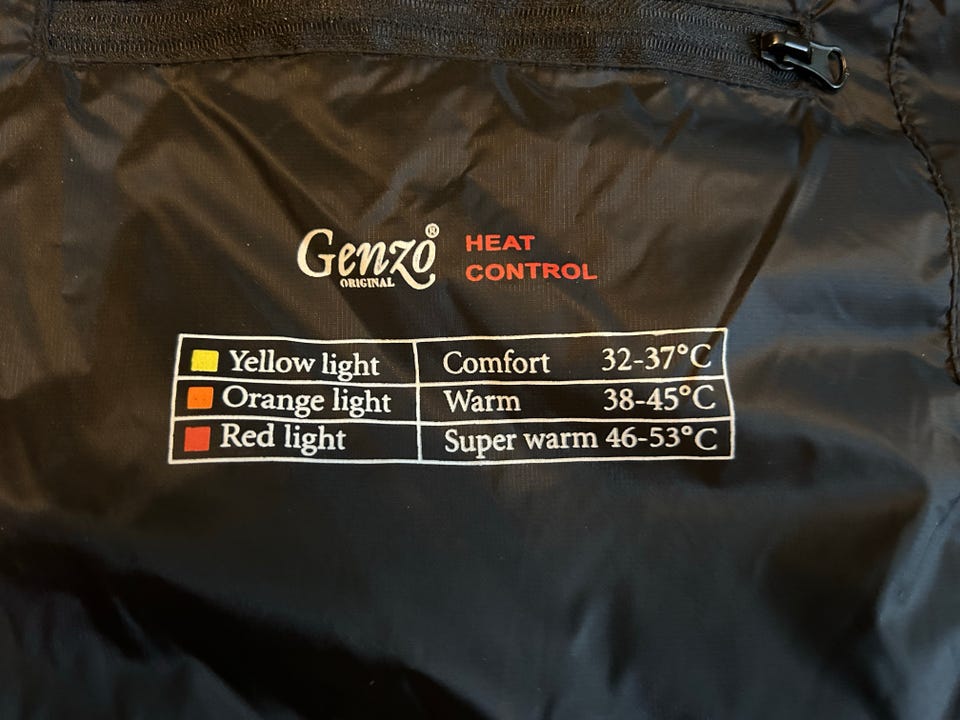 Genzo®
ORIGINAL
HEAT
CONTROL
Yellow light Comfort 32-37°C
Orange light Warm 38-45°C
Red light Super warm 46-53°C